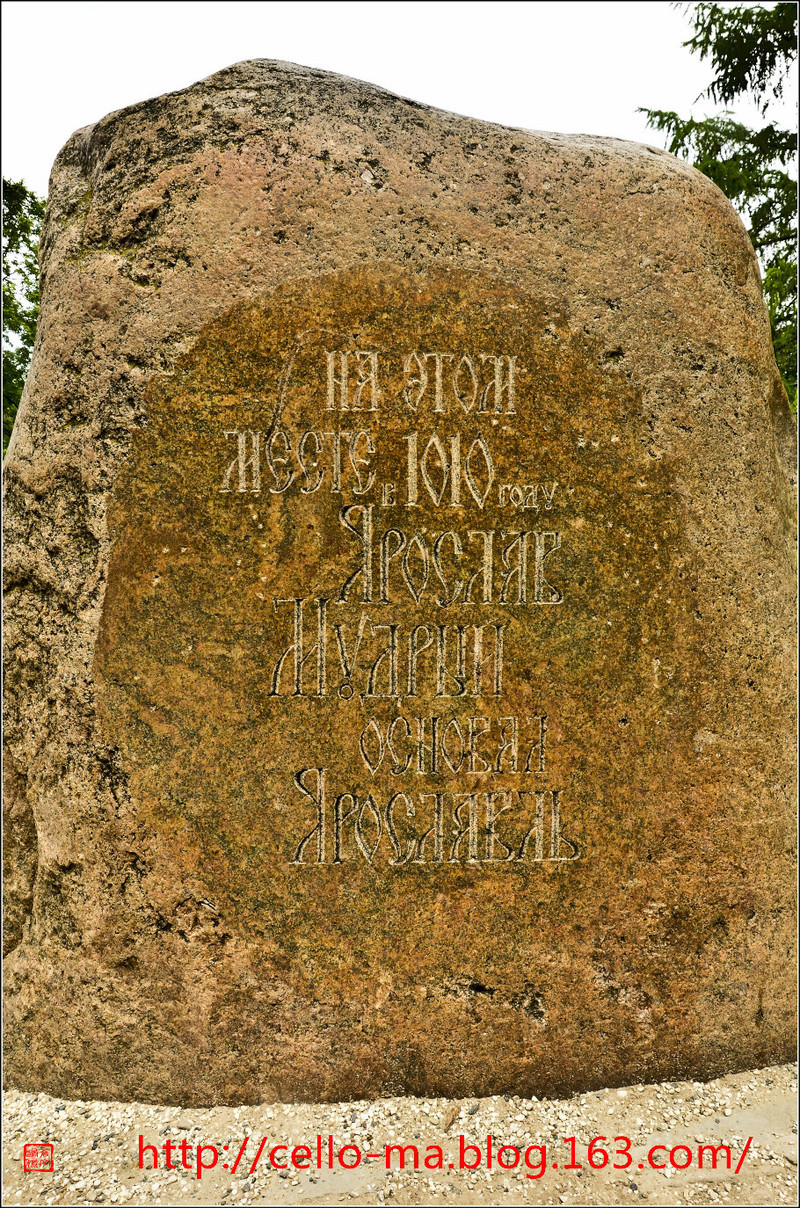 НА ЭТОМ
МЕСТЕ в 1010 году
ЯРОСЛАВ
МУДРЫЙ
ОСНОВАЛ
ЯРОСЛАВЛЬ
http://cello-ma.blog.163.com/